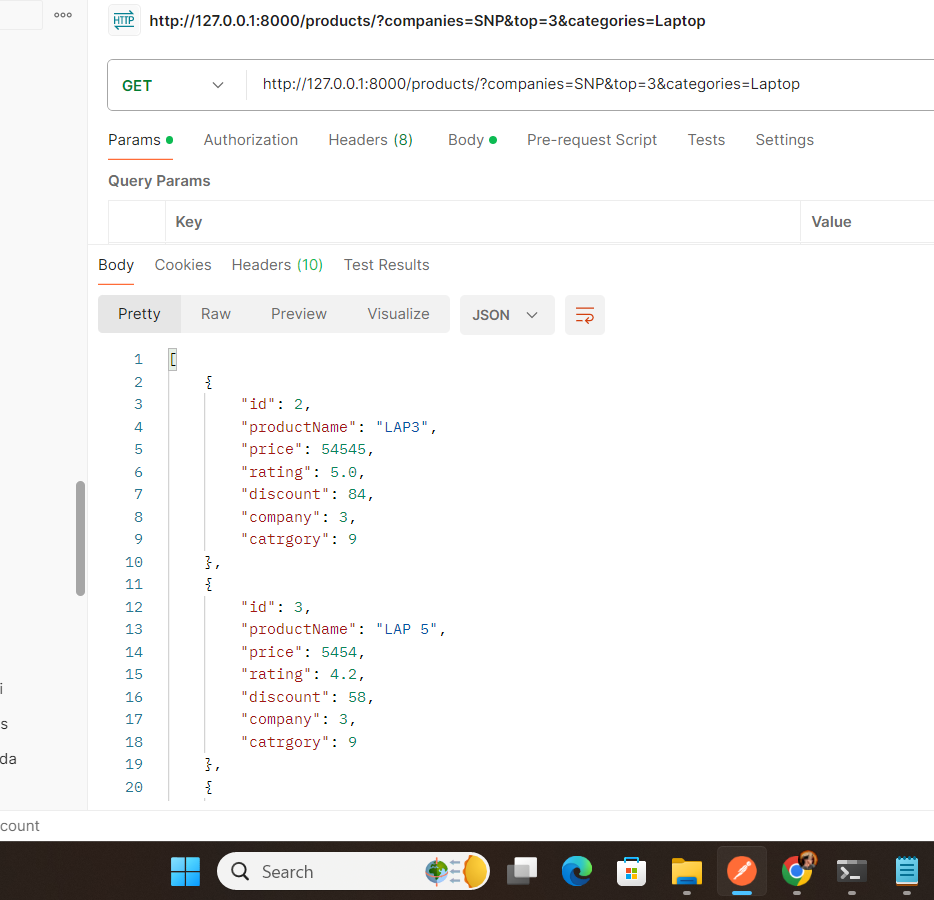 HTTP http://127.0.0.1:8000/products/?companies=SNP&top=3&categories=Laptop
GET http://127.0.0.1:8000/products/?companies=SNP&top=3&categories=Laptop
Params Authorization Headers (8) Body Pre-request Script Tests Settings
Query Params
Key Value
Body Cookies Headers (10) Test Results
Pretty Raw Preview Visualize JSON
1 [
2 {
3 "id": 2,
4 "productName": "LAP3",
5 "price": 54545,
6 "rating": 5.0,
7 "discount": 84,
8 "company": 3,
9 "catrgory": 9
10 },
11 {
12 "id": 3,
13 "productName": "LAP 5",
14 "price": 5454,
15 "rating": 4.2,
16 "discount": 58,
17 "company": 3,
18 "catrgory": 9
19 },
20 {
i
s
da
count
Search